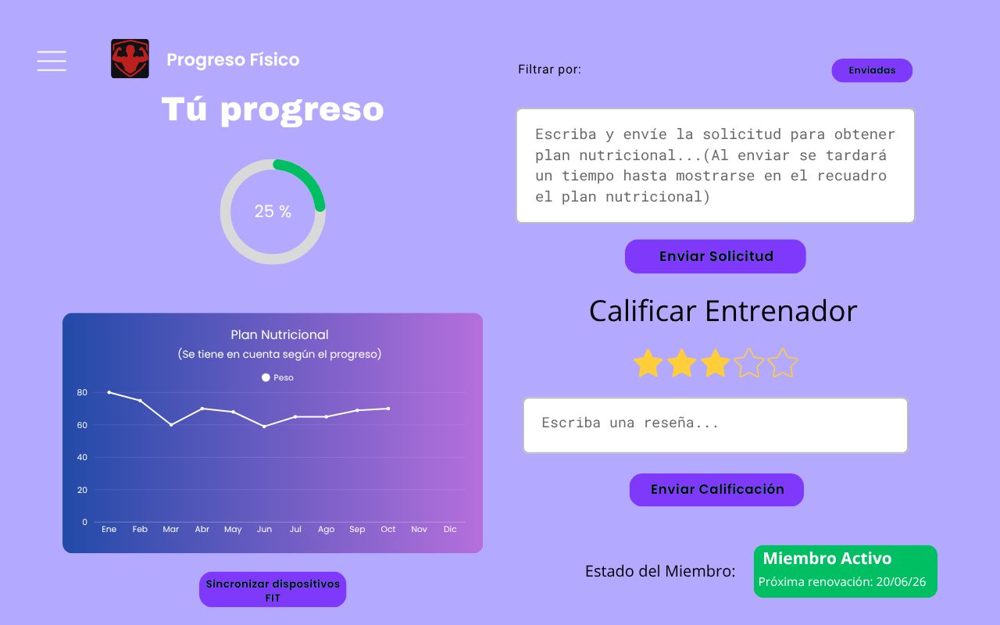 Progreso Físico
Tú progreso
25 %
Plan Nutricional
(Se tiene en cuenta según el progreso)
Peso
80
60
40
20
0
Ene Feb Mar Abr May Jun Jul Ago Sep Oct Nov Dic
Sincronizar dispositivos
FIT
Filtrar por:
Enviadas
Escriba y envíe la solicitud para obtener
plan nutricional...(Al enviar se tardará
un tiempo hasta mostrarse en el recuadro
el plan nutricional)
Enviar Solicitud
Calificar Entrenador
Escriba una reseña...
Enviar Calificación
Estado del Miembro:
Miembro Activo
Próxima renovación: 20/06/26